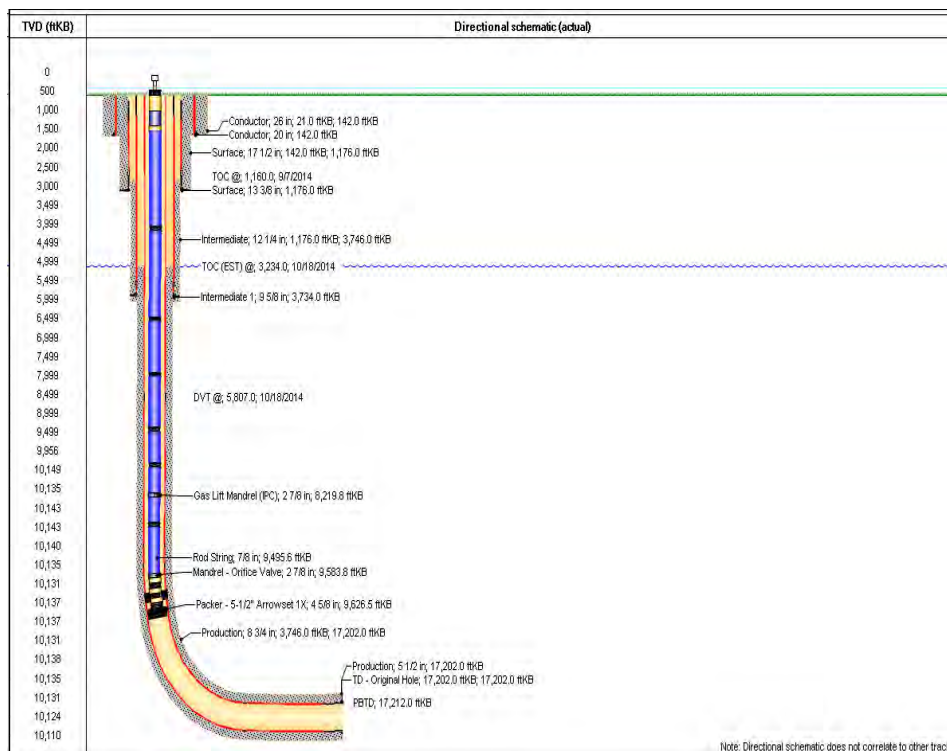 TVD (ftKB)
Directional schematic (actual)
0
500
1,000
1,500
2,000
2,500
3,000
3,499
3,999
4,499
4,999
5,499
5,999
6,499
6,999
7,499
7,999
8,499
8,999
9,499
9,956
10,149
10,135
10,143
10,143
10,140
10,135
10,131
10,137
10,137
10,131
10,138
10,135
10,131
10,124
10,110
Conductor; 26 in; 21.0 ftKB; 142.0 ftKB
Conductor; 20 in; 142.0 ftKB
Surface; 17 1/2 in; 142.0 ftKB; 1,176.0 ftKB
TOC @; 1,160.0; 9/7/2014
Surface; 13 3/8 in; 1,176.0 ftKB
Intermediate; 12 1/4 in; 1,176.0 ftKB; 3,746.0 ftKB
TOC (EST) @; 3,234.0; 10/18/2014
Intermediate 1; 9 5/8 in; 3,734.0 ftKB
DVT @; 5,807.0; 10/18/2014
Gas Lift Mandrel (IPC); 2 7/8 in; 8,219.8 ftKB
Rod String; 7/8 in; 9,495.6 ftKB
Mandrel - Orifice Valve; 2 7/8 in; 9,583.8 ftKB
Packer - 5-1/2" Arrowset 1X; 4 5/8 in; 9,626.5 ftKB
Production; 8 3/4 in; 3,746.0 ftKB; 17,202.0 ftKB
Production; 5 1/2 in; 17,202.0 ftKB
TD - Original Hole; 17,202.0 ftKB; 17,202.0 ftKB
PBTD; 17,212.0 ftKB
Note: Directional schematic does not correlate to other trac